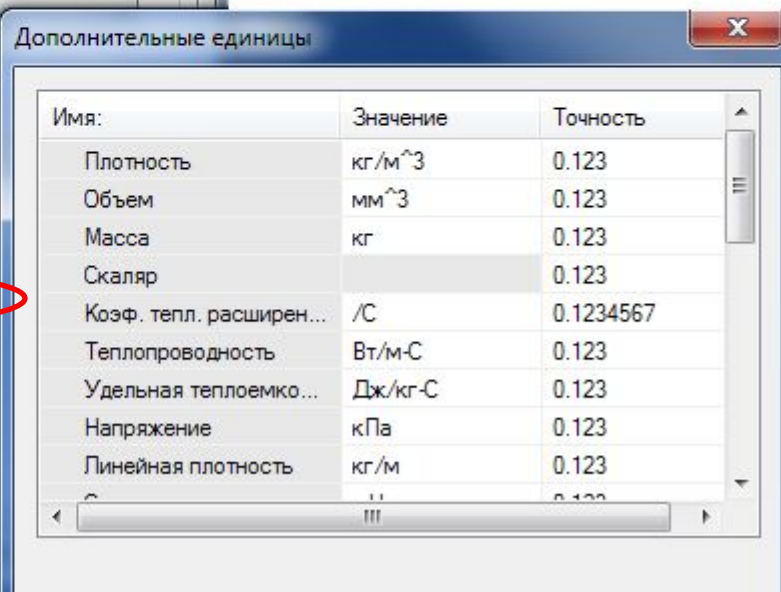 Дополнительные единицы
Имя: Значение Точность
Плотность кг/м^3 0.123
Объем мм^3 0.123
Масса кг 0.123
Скаляр 0.123
Коэф. тепл. расширен... /С 0.1234567
Теплопроводность Вт/м-С 0.123
Удельная теплоемко... Дж/кг-С 0.123
Напряжение кПа 0.123
Линейная плотность кг/м 0.123